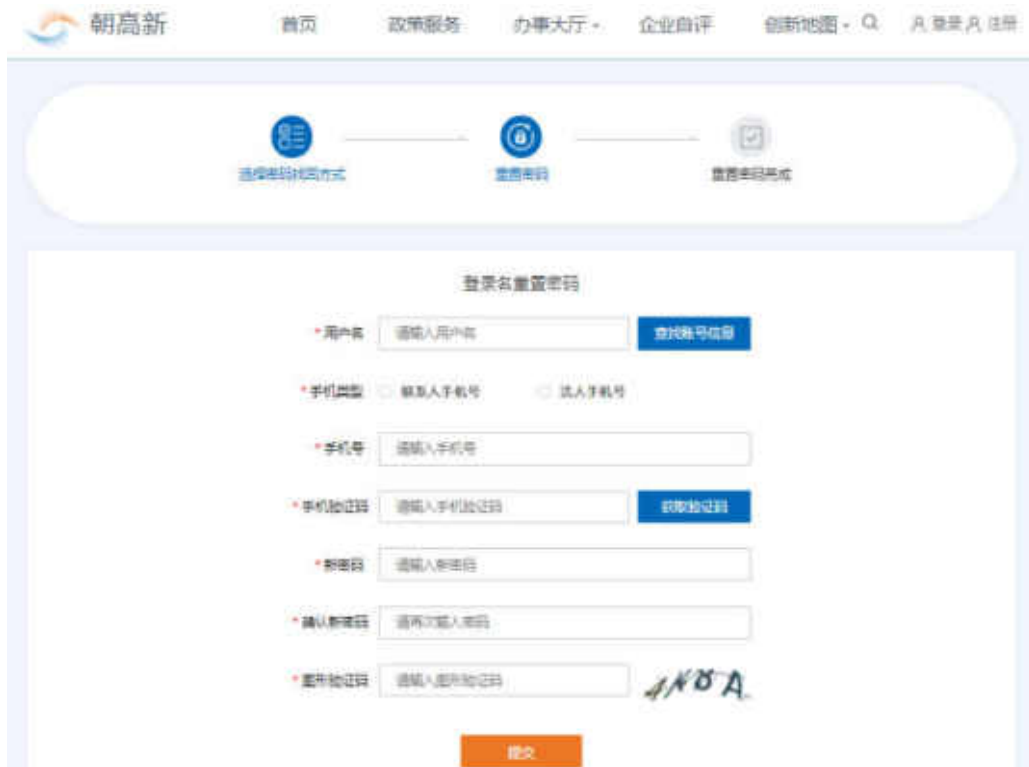 朝高新 首页 政策服务 办事大厅 企业自评 创新地图 登录 注册
选择密码找回方式 重置密码 重置密码完成
登录名重置密码
*用户名 请输入用户名 查找账号信息
*手机类型 联系人手机号 法人手机号
*手机号 请输入手机号
*手机验证码 请输入手机验证码 获取验证码
*新密码 请输入新密码
*确认新密码 请再次输入密码
*图形验证码 请输入图形验证码
提交